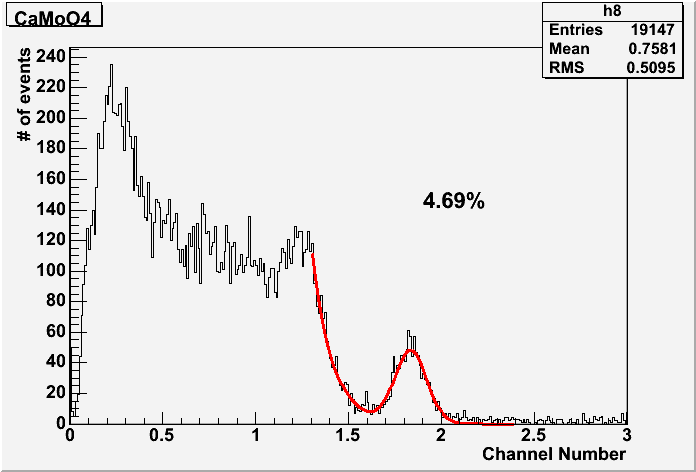 CaMoO4
h8
Entries 19147
Mean 0.7581
RMS 0.5095
# of events
240
220
200
180
160
140
120
100
80
60
40
20
0
4.69%
0 0.5 1 1.5 2 2.5 3
Channel Number